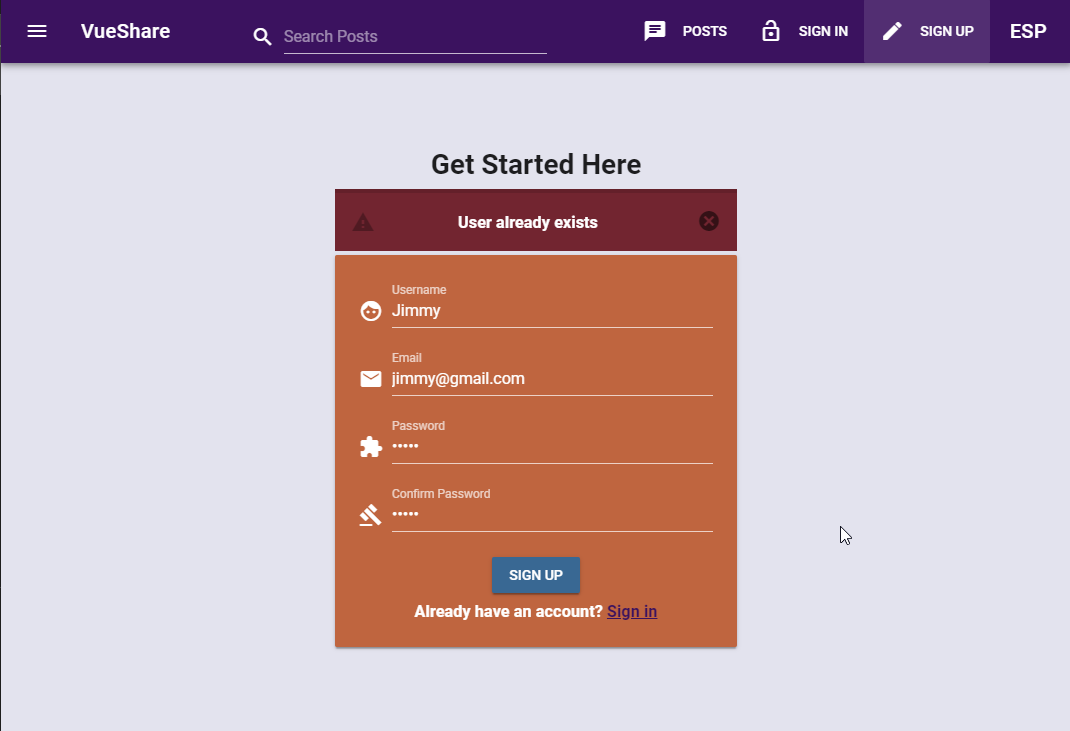 VueShare Search Posts POSTS SIGN IN SIGN UP ESP
Get Started Here
User already exists
Username
Jimmy
Email
jimmy@gmail.com
Password
•••••
Confirm Password
•••••
SIGN UP
Already have an account? Sign in